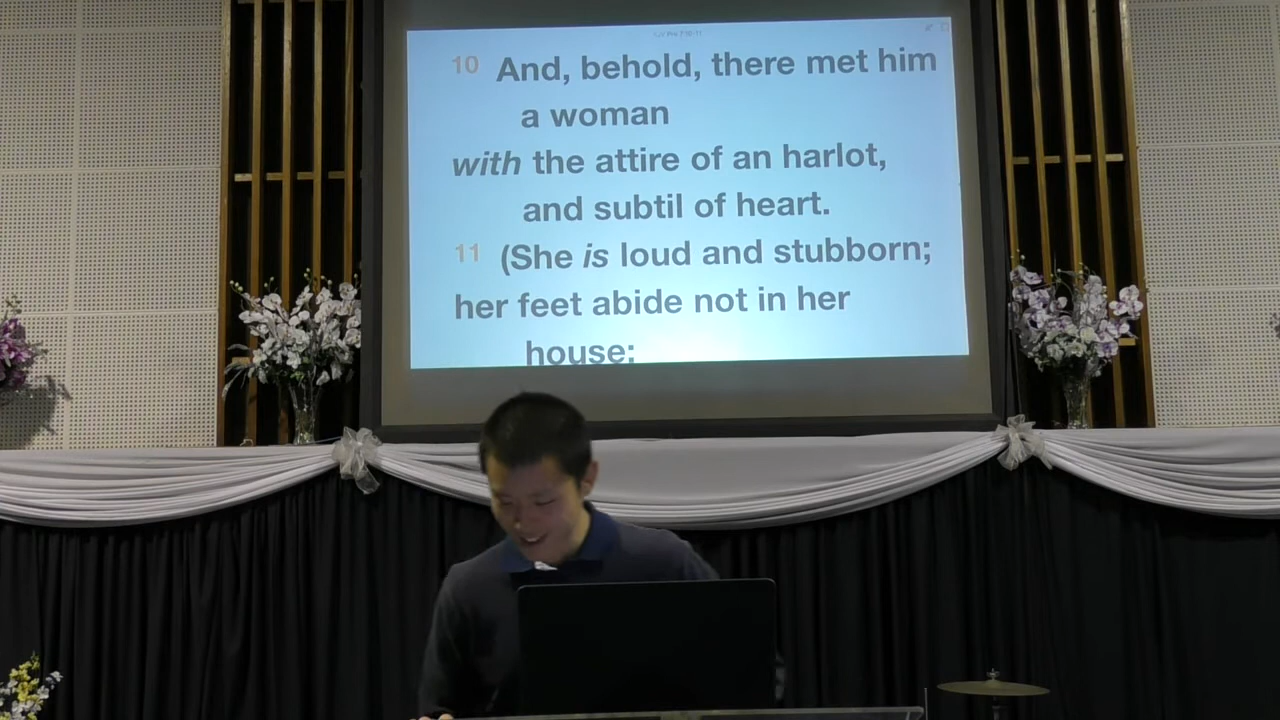 10 And, behold, there met him
a woman
with the attire of an harlot,
and subtil of heart.
11 (She is loud and stubborn;
her feet abide not in her
house: